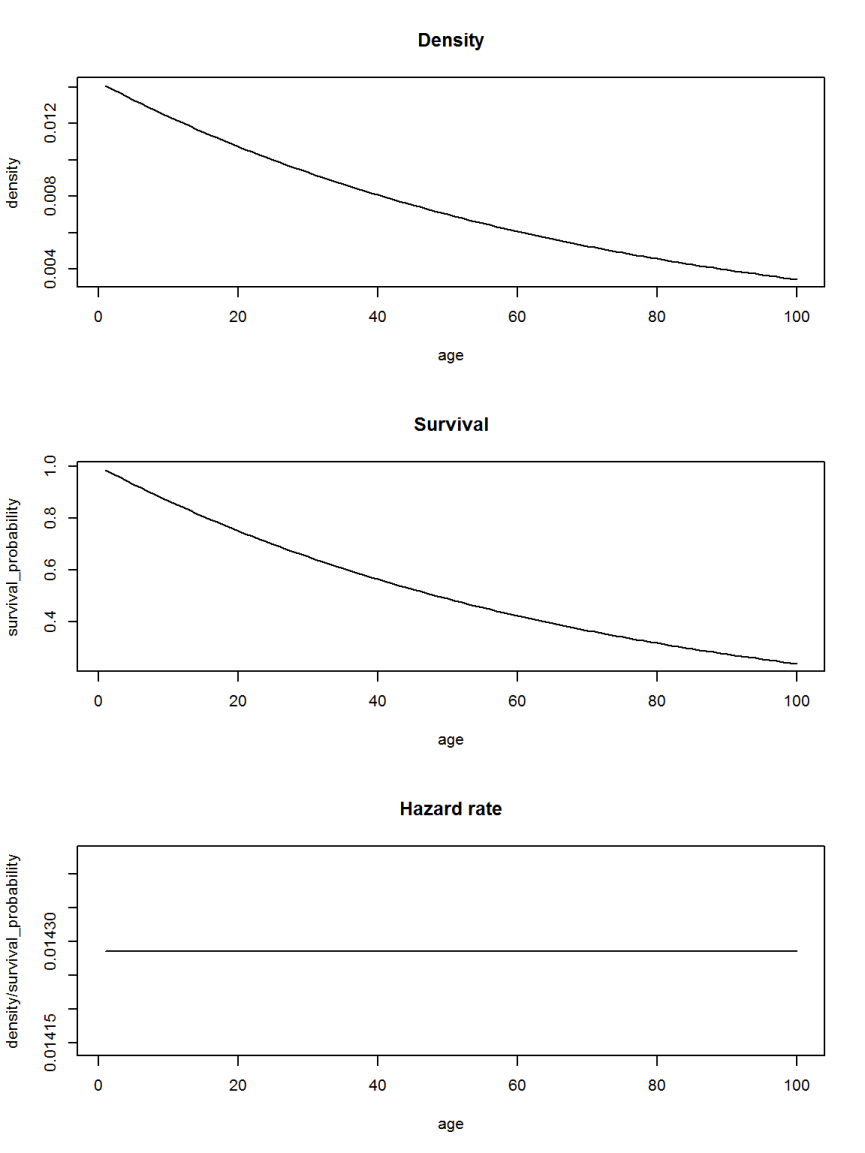 Density
density
0.004 0.008 0.012
0 20 40 60 80 100
age
Survival
survival_probability
0.4 0.6 0.8 1.0
0 20 40 60 80 100
age
Hazard rate
density/survival_probability
0.01415 0.01430
0 20 40 60 80 100
age